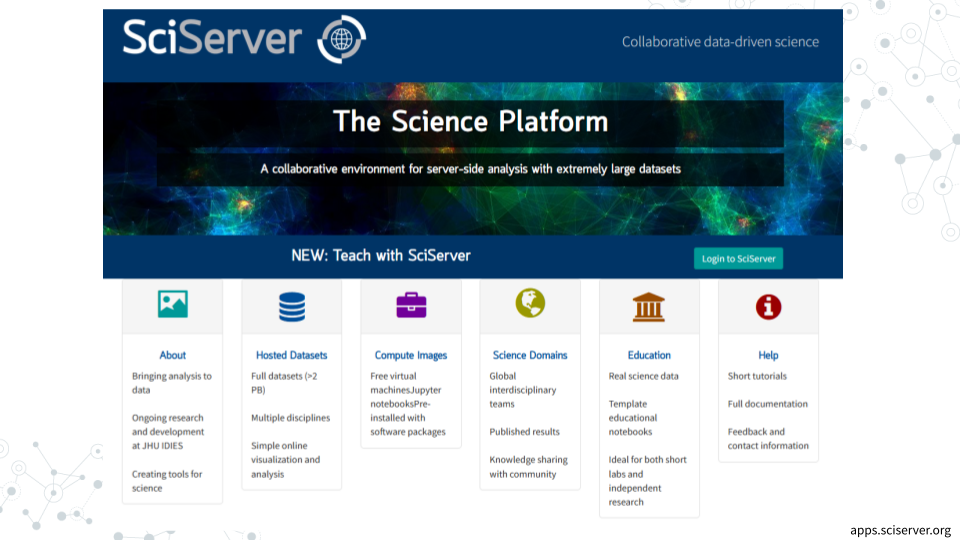 SciServer
Collaborative data-driven science
The Science Platform
A collaborative environment for server-side analysis with extremely large datasets
NEW: Teach with SciServer
Login to SciServer
About
Bringing analysis to
data
Ongoing research
and development
at JHU IDIES
Creating tools for
science
Hosted Datasets
Full datasets (>2
PB)
Multiple disciplines
Simple online
visualization and
analysis
Compute Images
Free virtual
machinesJupyter
notebooksPre-
installed with
software packages
Science Domains
Global
interdisciplinary
teams
Published results
Knowledge sharing
with community
Education
Real science data
Template
educational
notebooks
Ideal for both short
labs and
independent
research
Help
Short tutorials
Full documentation
Feedback and
contact information
apps.sciserver.org